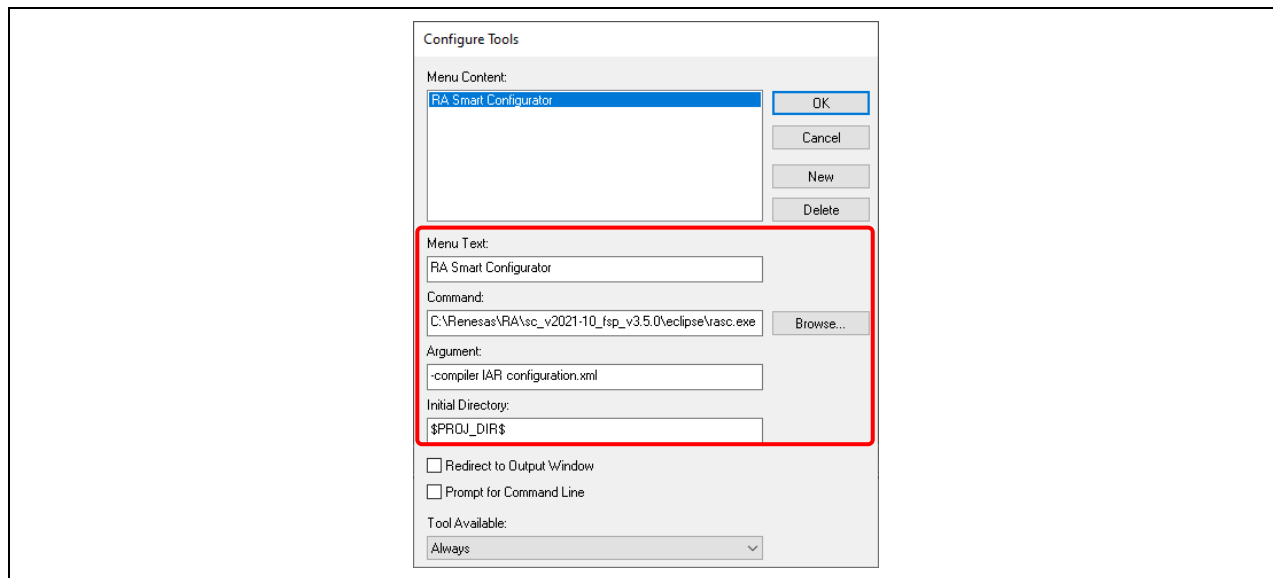 Configure Tools
Menu Content:
RA Smart Configurator
OK
Cancel
New
Delete
Menu Text:
RA Smart Configurator
Command:
C:\Renesas\RA\sc_v2021-10_fsp_v3.5.0\eclipse\rasc.exe
Browse...
Argument:
-compiler IAR configuration.xml
Initial Directory:
$PROJ_DIR$
Redirect to Output Window
Prompt for Command Line
Tool Available:
Always